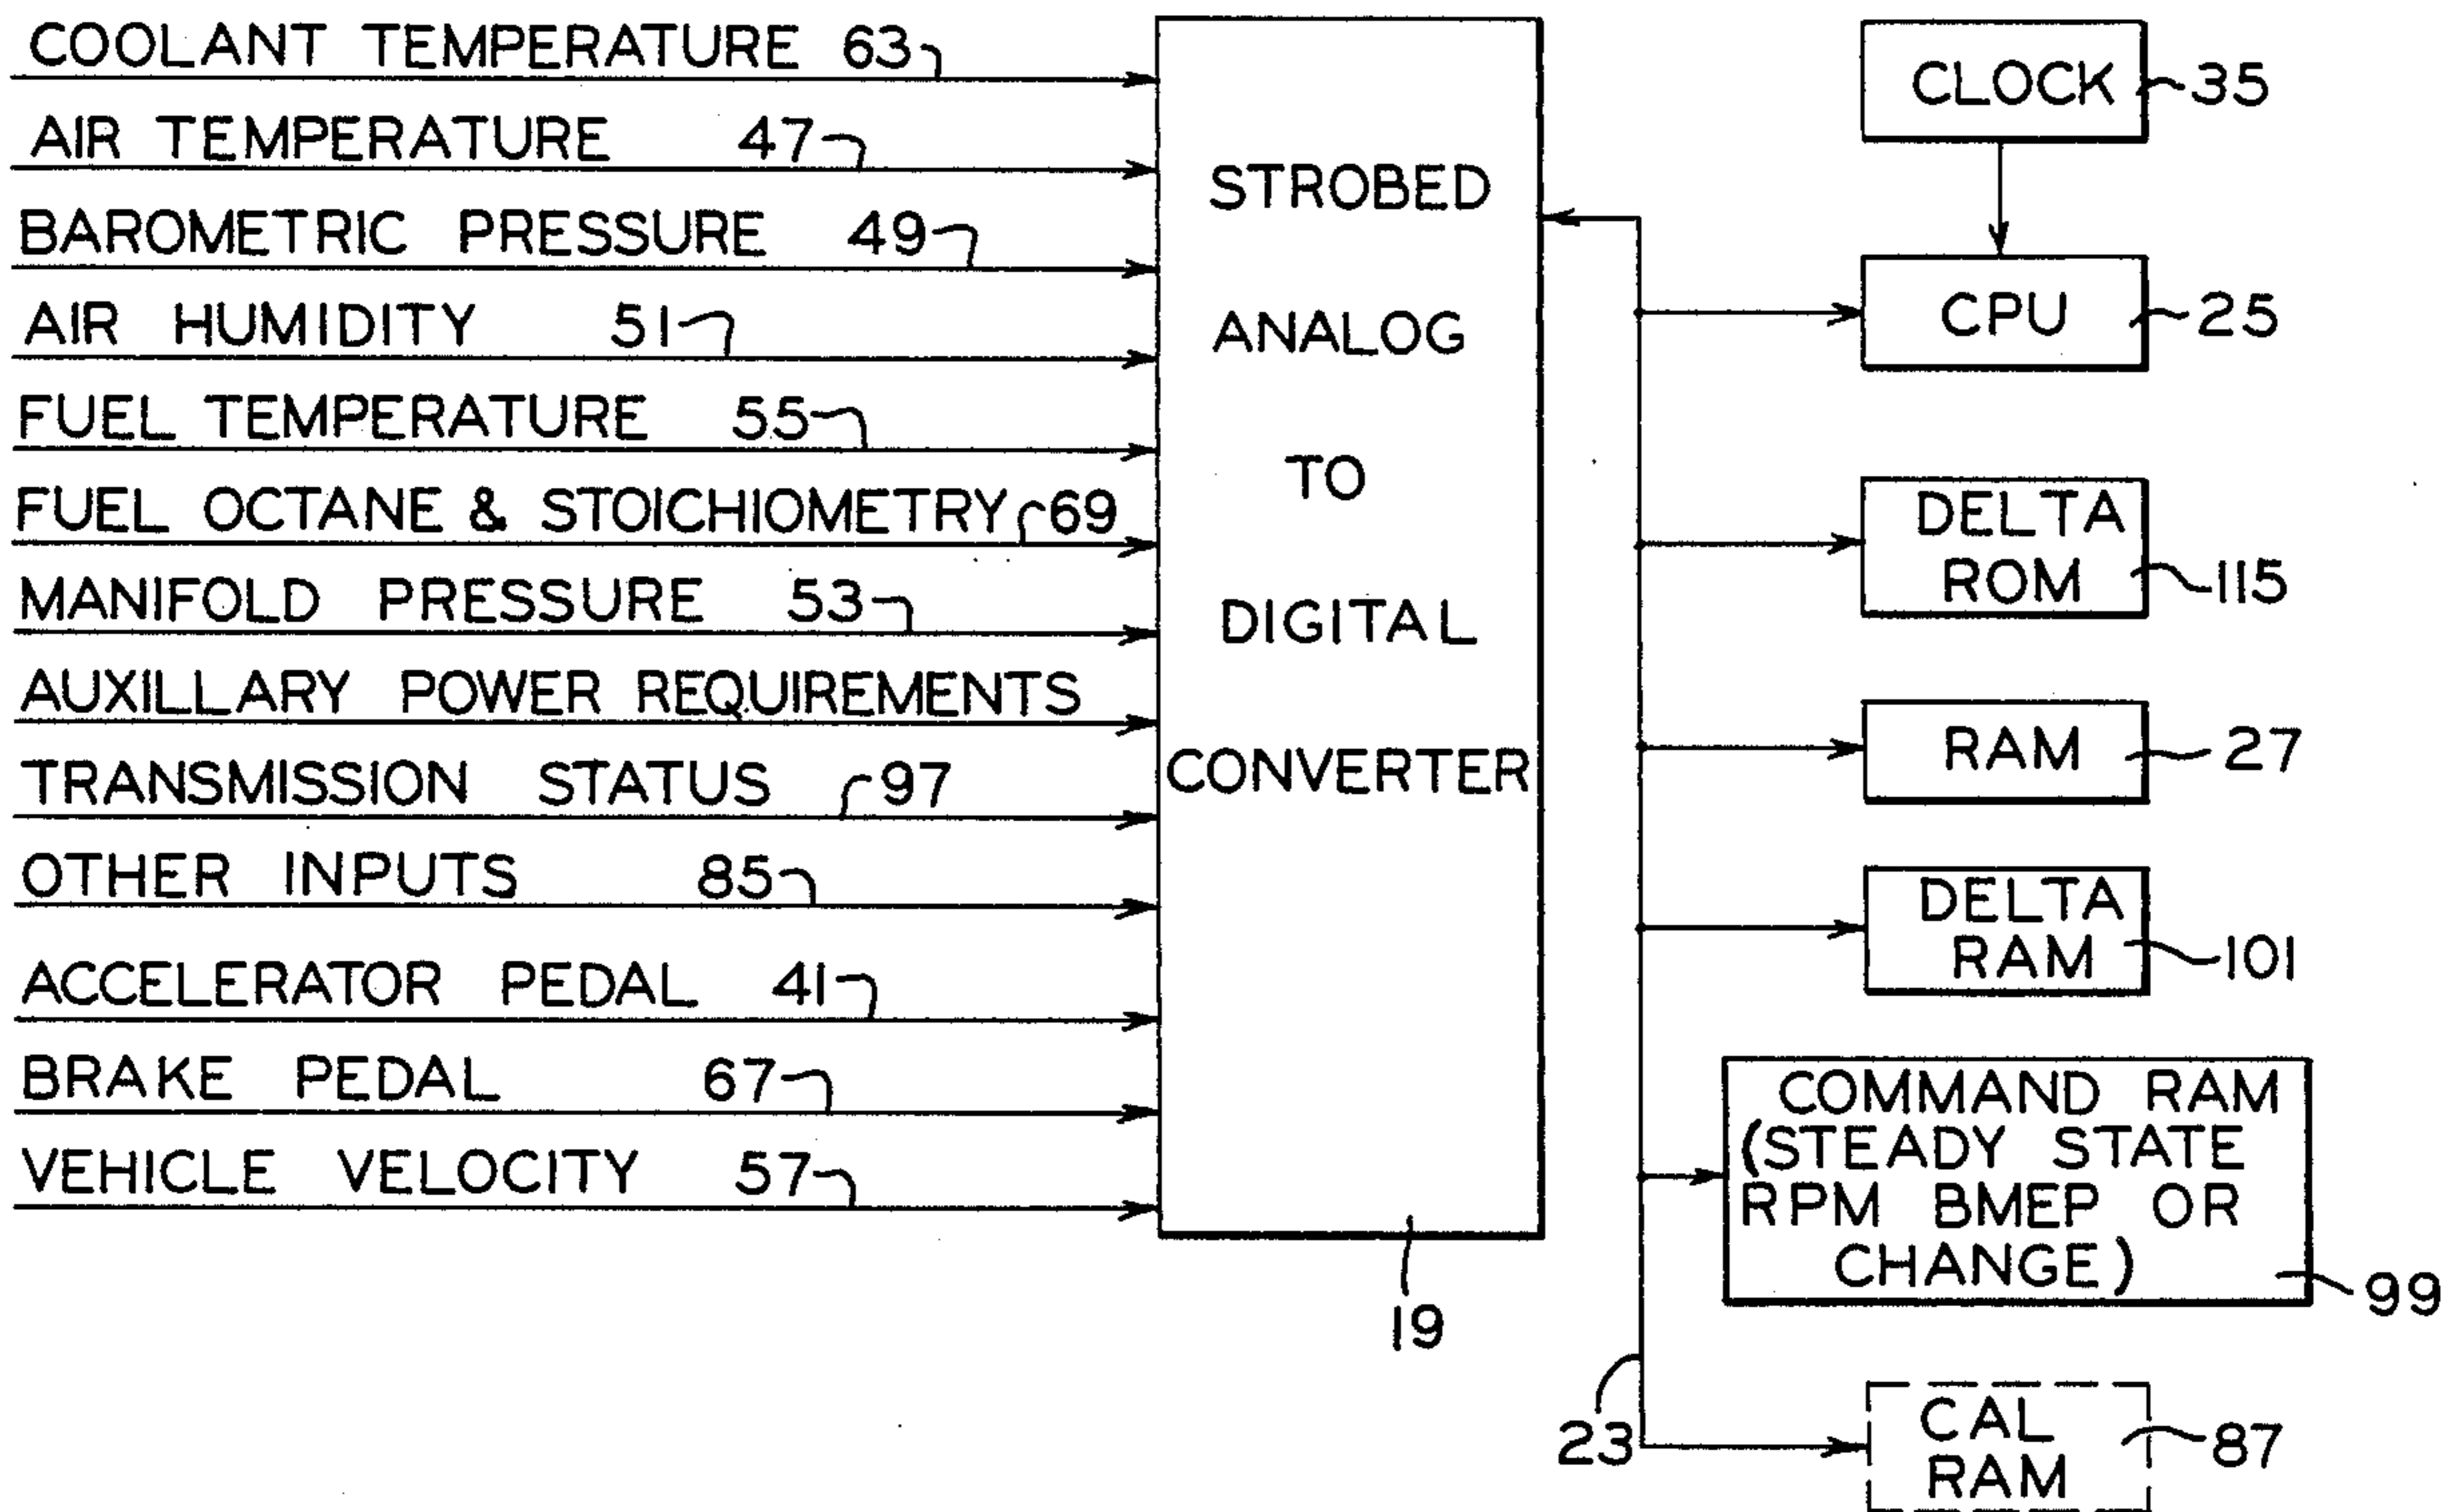 COOLANT TEMPERATURE 63
AIR TEMPERATURE 47
BAROMETRIC PRESSURE 49
AIR HUMIDITY 51
FUEL TEMPERATURE 55
FUEL OCTANE & STOICHIOMETRY 69
MANIFOLD PRESSURE 53
AUXILLARY POWER REQUIREMENTS
TRANSMISSION STATUS 97
OTHER INPUTS 85
ACCELERATOR PEDAL 41
BRAKE PEDAL 67
VEHICLE VELOCITY 57
STROBED
ANALOG
TO
DIGITAL
CONVERTER
19
CLOCK 35
CPU 25
DELTA
ROM 115
RAM 27
DELTA
RAM 101
COMMAND RAM
(STEADY STATE
RPM BMEP OR
CHANGE) 99
23
CAL
RAM 87